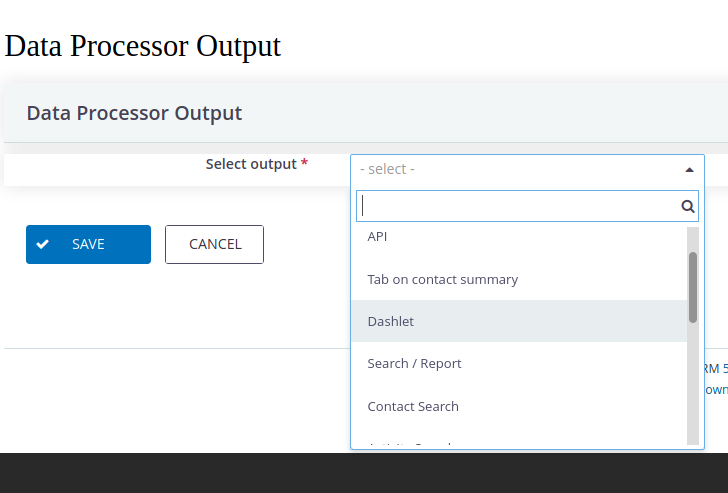 Data Processor Output
Data Processor Output
Select output *
- select -
API
Tab on contact summary
Dashlet
Search / Report
Contact Search
SAVE
CANCEL
RM 5
own